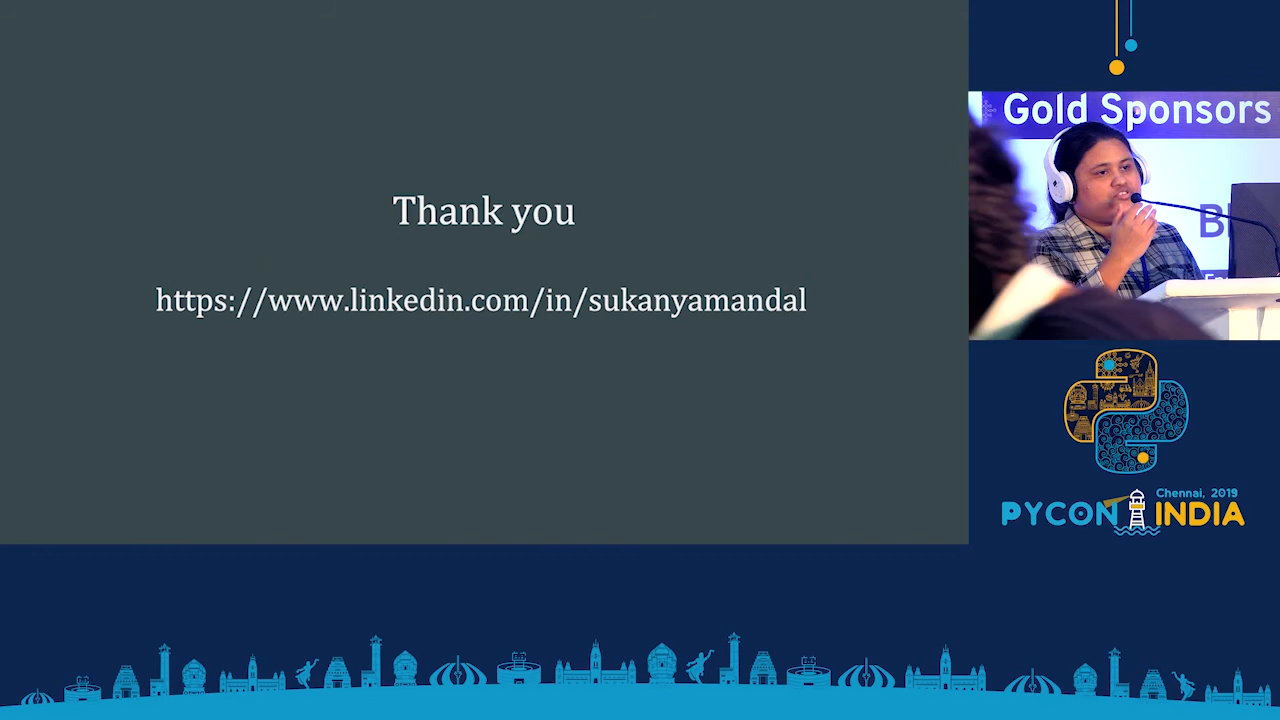 Thank you
https://www.linkedin.com/in/sukanyamandal
Gold Sponsors
Chennai, 2019
PYCON INDIA